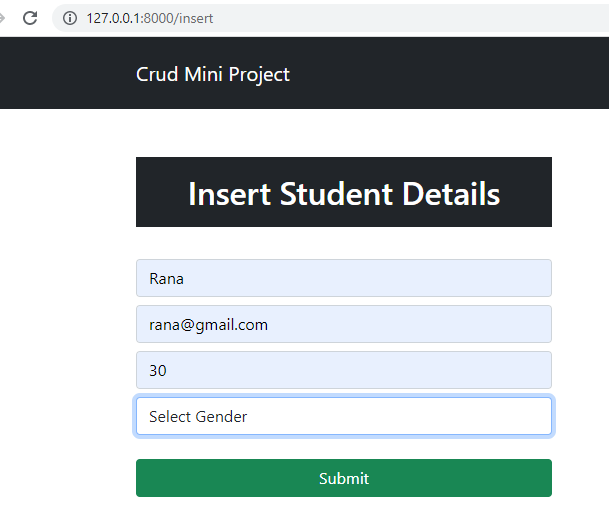 127.0.0.1:8000/insert
Crud Mini Project
Insert Student Details
Rana
rana@gmail.com
30
Select Gender
Submit